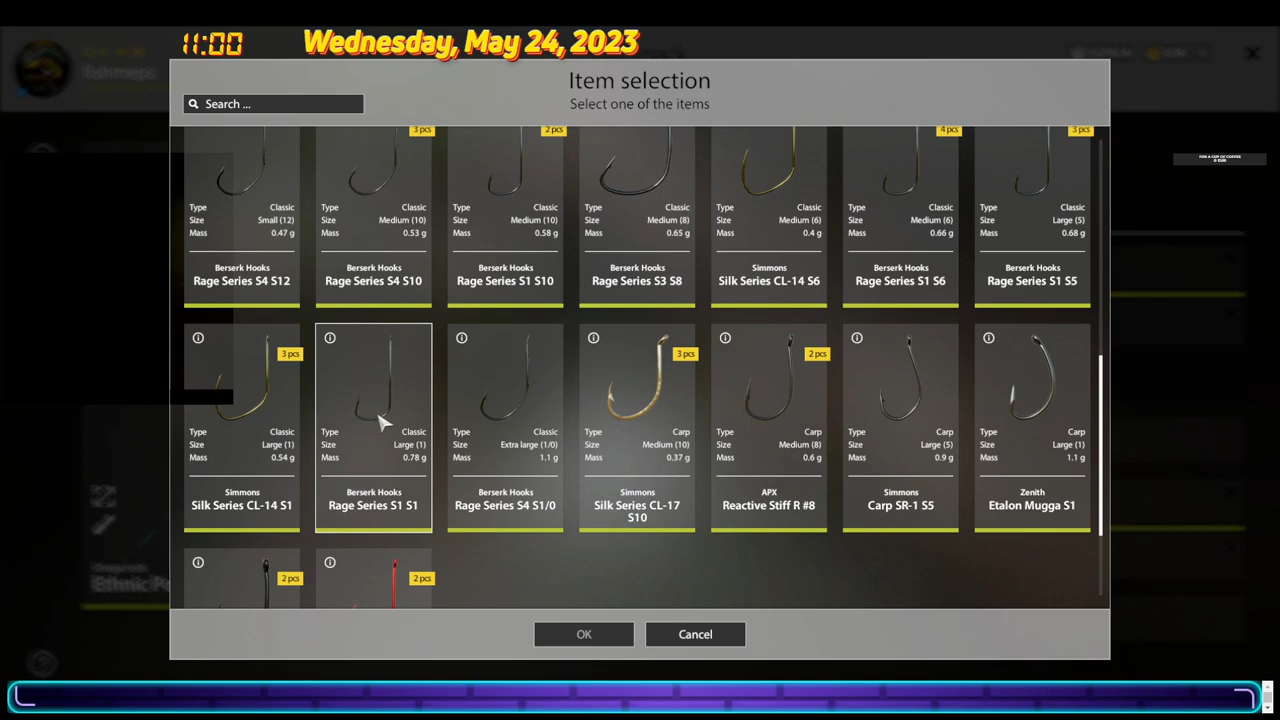 11:00
Wednesday, May 24, 2023
fishmaps
Item selection
Select one of the items
Search ...
3 pcs
2 pcs
4 pcs
3 pcs
Type Classic
Size Small (12)
Mass 0.47 g
Berserk Hooks
Rage Series S4 S12
Type Classic
Size Medium (10)
Mass 0.53 g
Berserk Hooks
Rage Series S4 S10
Type Classic
Size Medium (10)
Mass 0.58 g
Berserk Hooks
Rage Series S1 S10
Type Classic
Size Medium (8)
Mass 0.65 g
Berserk Hooks
Rage Series S3 S8
Type Classic
Size Medium (6)
Mass 0.4 g
Simmons
Silk Series CL-14 S6
Type Classic
Size Medium (6)
Mass 0.66 g
Berserk Hooks
Rage Series S1 S6
Type Classic
Size Large (5)
Mass 0.68 g
Berserk Hooks
Rage Series S1 S5
FOR A CUP OF COFFEE
3 pcs
Type Classic
Size Large (1)
Mass 0.54 g
Simmons
Silk Series CL-14 S1
Type Classic
Size Large (1)
Mass 0.78 g
Berserk Hooks
Rage Series S1 S1
Type Classic
Size Extra large (1/0)
Mass 1.1 g
Berserk Hooks
Rage Series S4 S1/0
3 pcs
Type Carp
Size Medium (10)
Mass 0.37 g
Simmons
Silk Series CL-17
S10
2 pcs
Type Carp
Size Medium (8)
Mass 0.6 g
APX
Reactive Stiff R #8
Type Carp
Size Large (5)
Mass 0.9 g
Simmons
Carp SR-1 S5
Type Carp
Size Large (1)
Mass 1.1 g
Zenith
Etalon Mugga S1
2 pcs
2 pcs
Ethnic
OK
Cancel